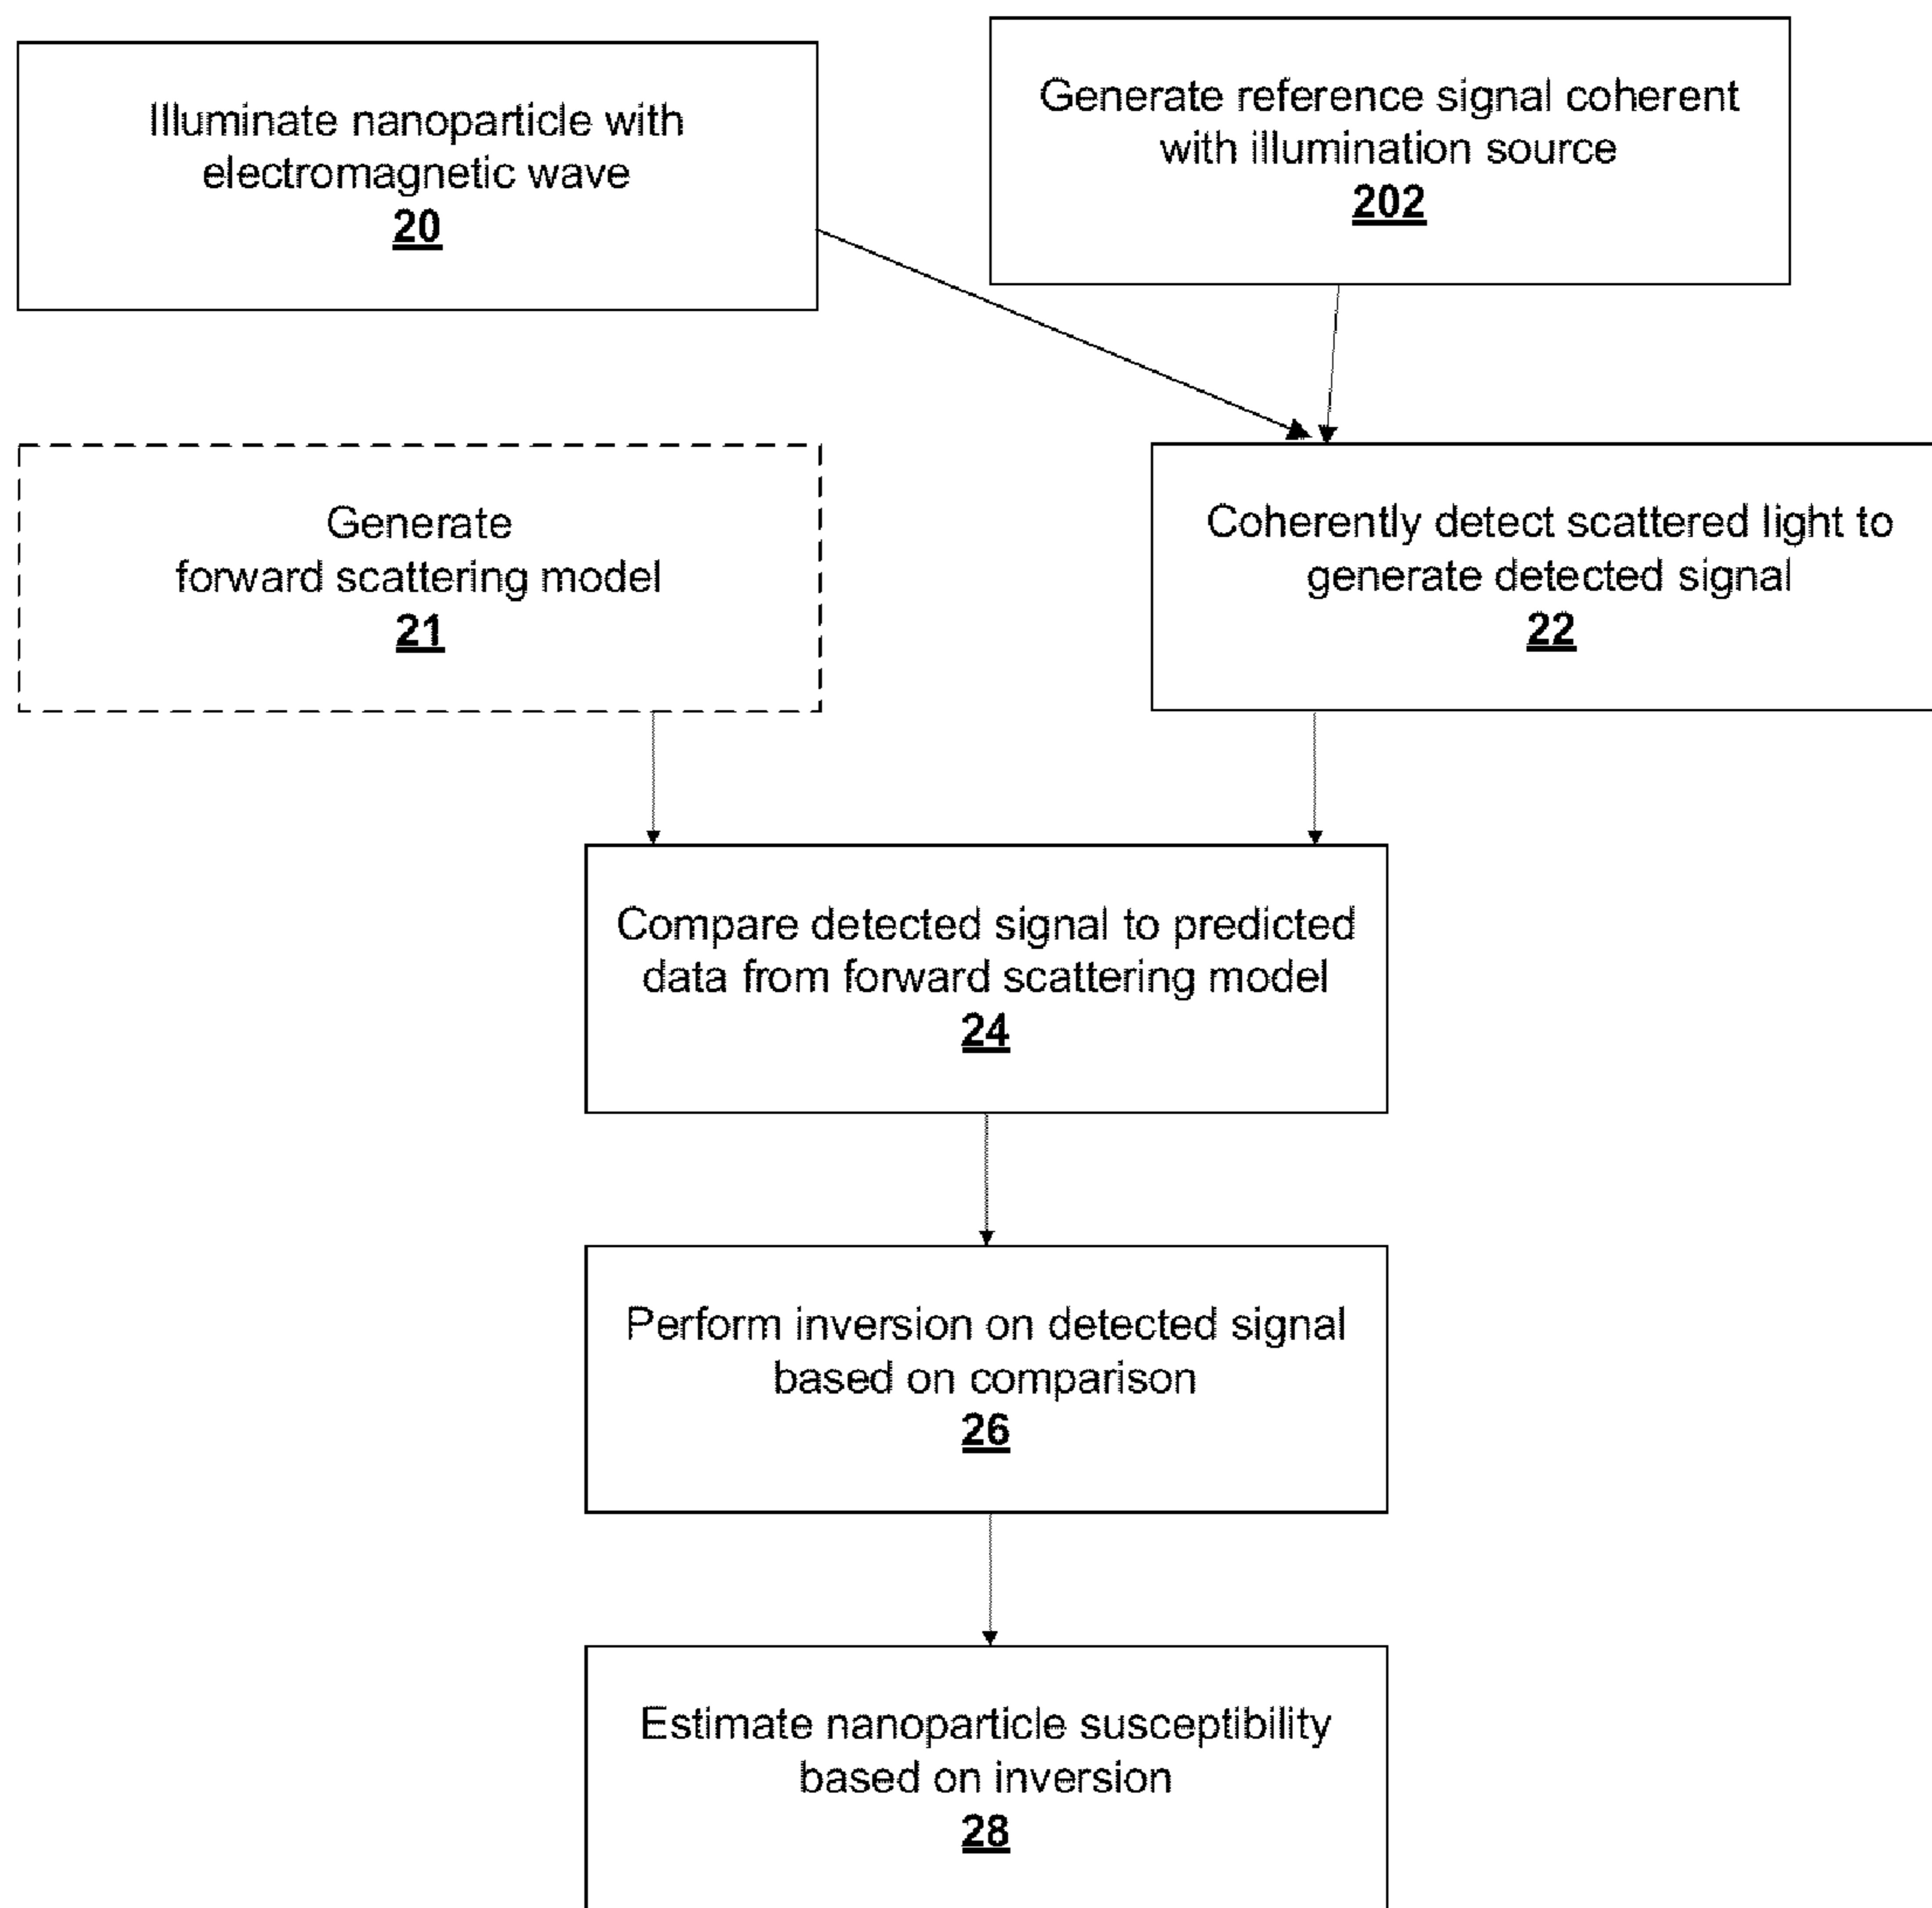 Illuminate nanoparticle with
electromagnetic wave
20
Generate reference signal coherent
with illumination source
202
Generate
forward scattering model
21
Coherently detect scattered light to
generate detected signal
22
Compare detected signal to predicted
data from forward scattering model
24
Perform inversion on detected signal
based on comparison
26
Estimate nanoparticle susceptibility
based on inversion
28